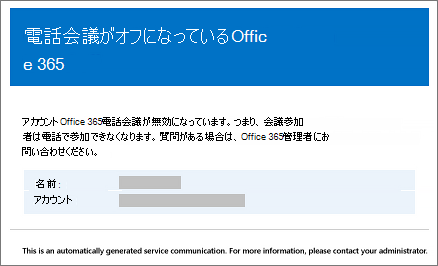 電話会議がオフになっているOffic
e 365
アカウントOffice 365電話会議が無効になっています。つまり、会議参加
者は電話で参加できなくなります。質問がある場合は、Office 365管理者にお
問い合わせください。
名前:
アカウント
This is an automatically generated service communication. For more information, please contact your administrator.